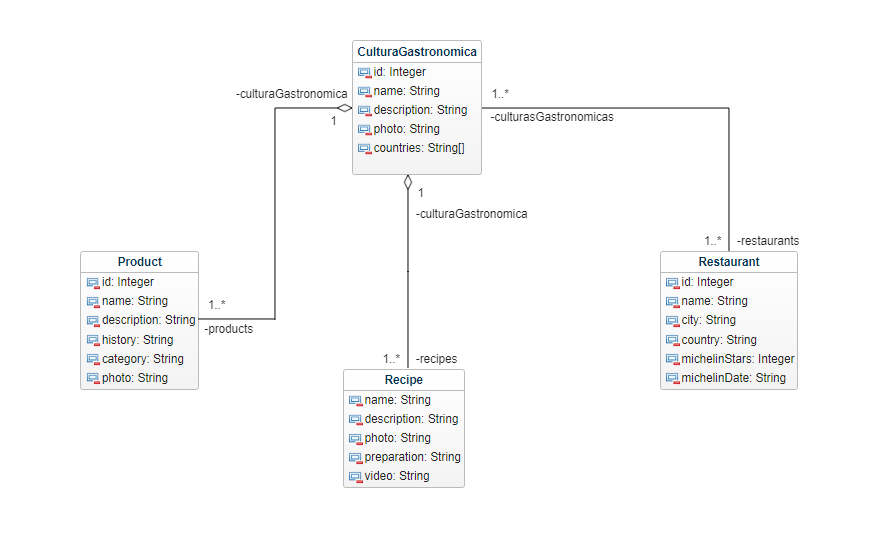 CulturaGastronomica
id: Integer
name: String
description: String
photo: String
countries: String[]
-culturaGastronomica
1
1..*
-culturasGastronomicas
1
-culturaGastronomica
1..*
-restaurants
Product
id: Integer
name: String
description: String
history: String
category: String
photo: String
1..*
-products
Restaurant
id: Integer
name: String
city: String
country: String
michelinStars: Integer
michelinDate: String
1..*
-recipes
Recipe
name: String
description: String
photo: String
preparation: String
video: String